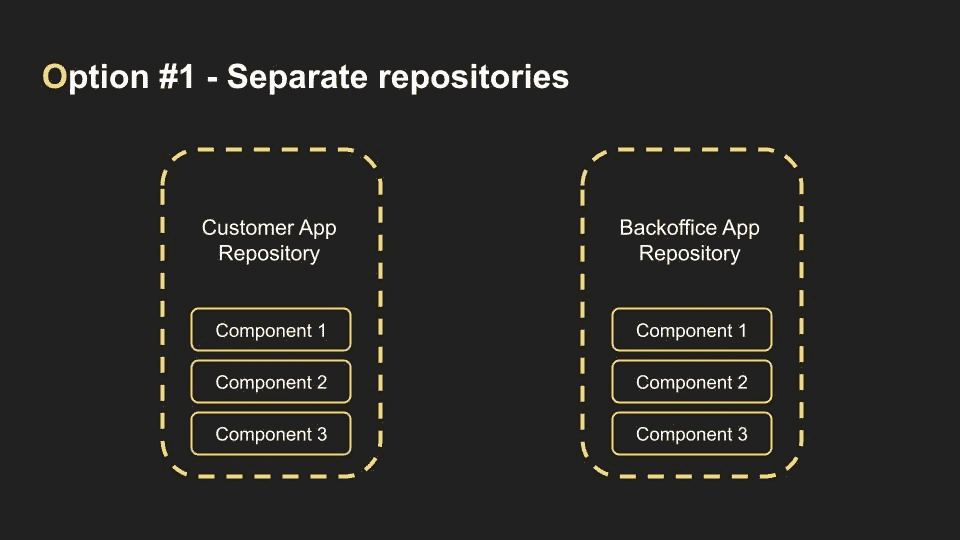 Option #1 - Separate repositories
Customer App
Repository
Component 1
Component 2
Component 3
Backoffice App
Repository
Component 1
Component 2
Component 3